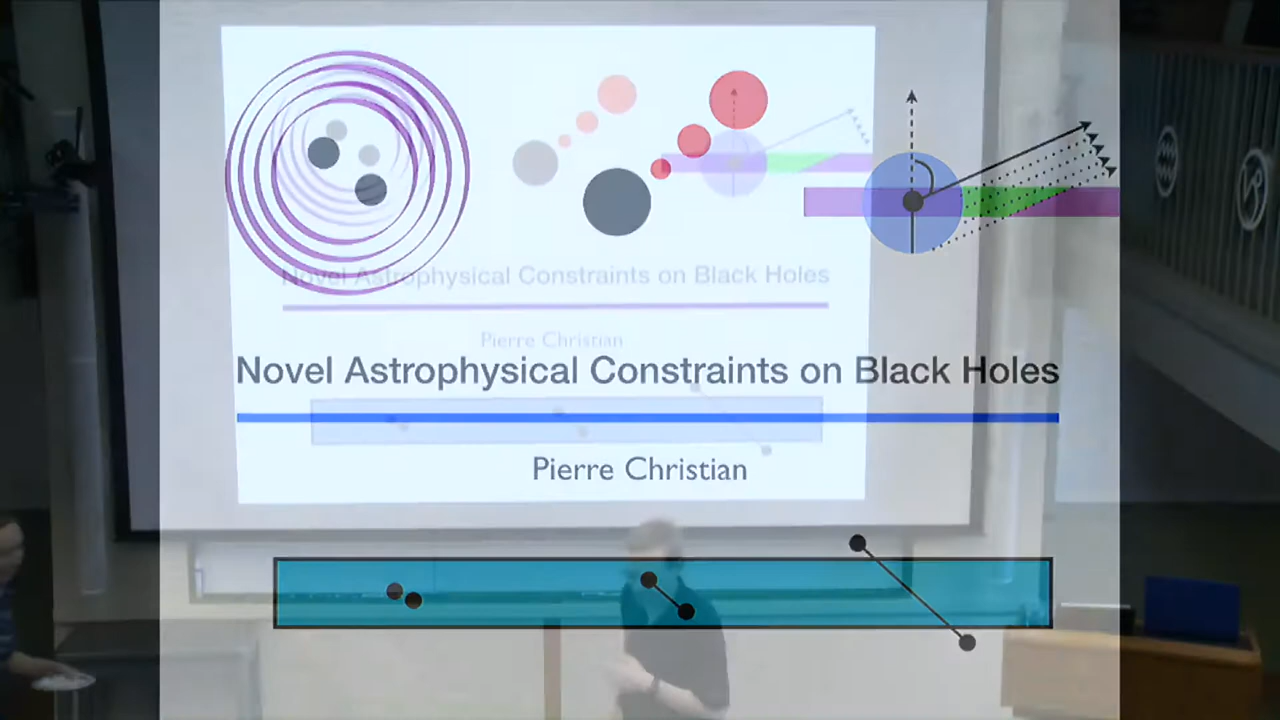 Novel Astrophysical Constraints on Black Holes
Pierre Christian
Novel Astrophysical Constraints on Black Holes
Pierre Christian